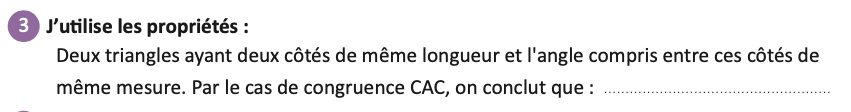 3 J'utilise les propriétés :
Deux triangles ayant deux côtés de même longueur et l'angle compris entre ces côtés de
même mesure. Par le cas de congruence CAC, on conclut que : ......................................................